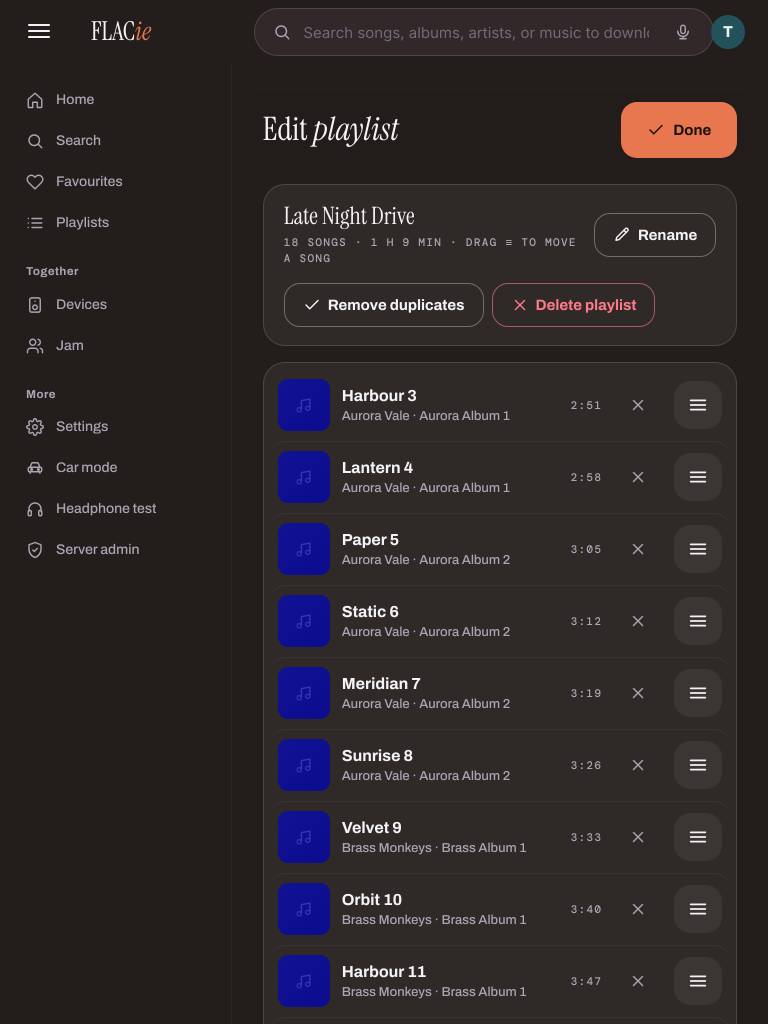 FLACie
Search songs, albums, artists, or music to downl
T
Home
Search
Favourites
Playlists
Together
Devices
Jam
More
Settings
Car mode
Headphone test
Server admin
Edit playlist
Done
Late Night Drive
18 SONGS · 1 H 9 MIN · DRAG ≡ TO MOVE
A SONG
Rename
Remove duplicates
Delete playlist
Harbour 3
Aurora Vale · Aurora Album 1
2:51
Lantern 4
Aurora Vale · Aurora Album 1
2:58
Paper 5
Aurora Vale · Aurora Album 2
3:05
Static 6
Aurora Vale · Aurora Album 2
3:12
Meridian 7
Aurora Vale · Aurora Album 2
3:19
Sunrise 8
Aurora Vale · Aurora Album 2
3:26
Velvet 9
Brass Monkeys · Brass Album 1
3:33
Orbit 10
Brass Monkeys · Brass Album 1
3:40
Harbour 11
Brass Monkeys · Brass Album 1
3:47